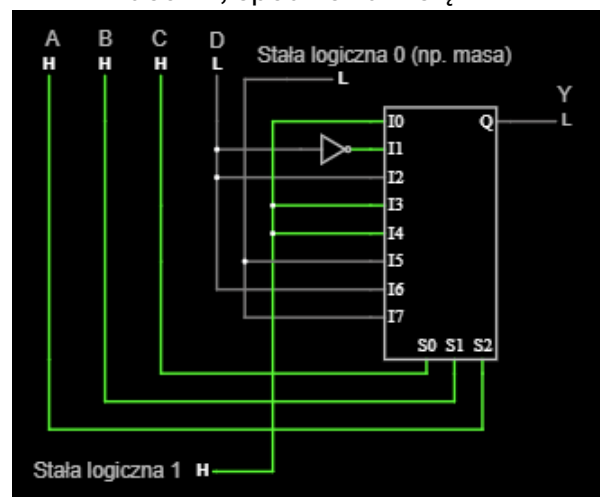 A B C D
H H H L
Stała logiczna 0 (np. masa)
L
Y
I0 Q L
I1
I2
I3
I4
I5
I6
I7
S0 S1 S2
Stała logiczna 1 H